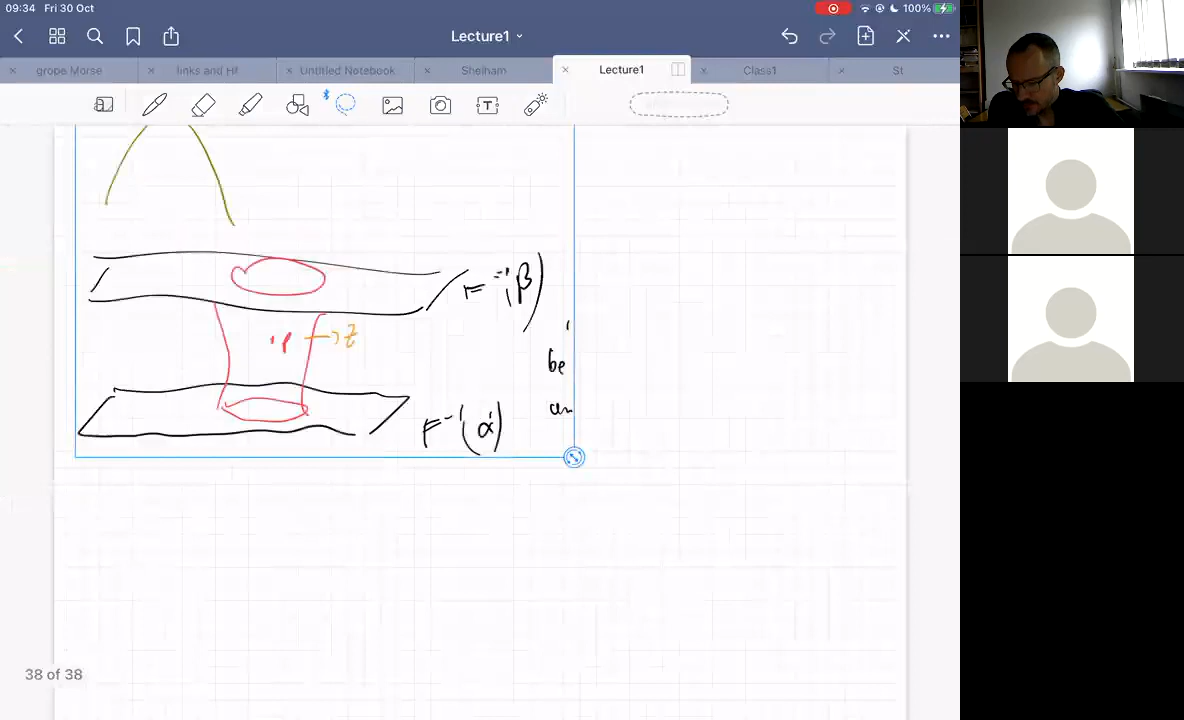 09:34 Fri 30 Oct 100%
Lecture1
grope Morse links and HF Untitled Notebook Sheiham Lecture1 Class1 St
F⁻¹(β)
p → z
be
F⁻¹(α)
38 of 38